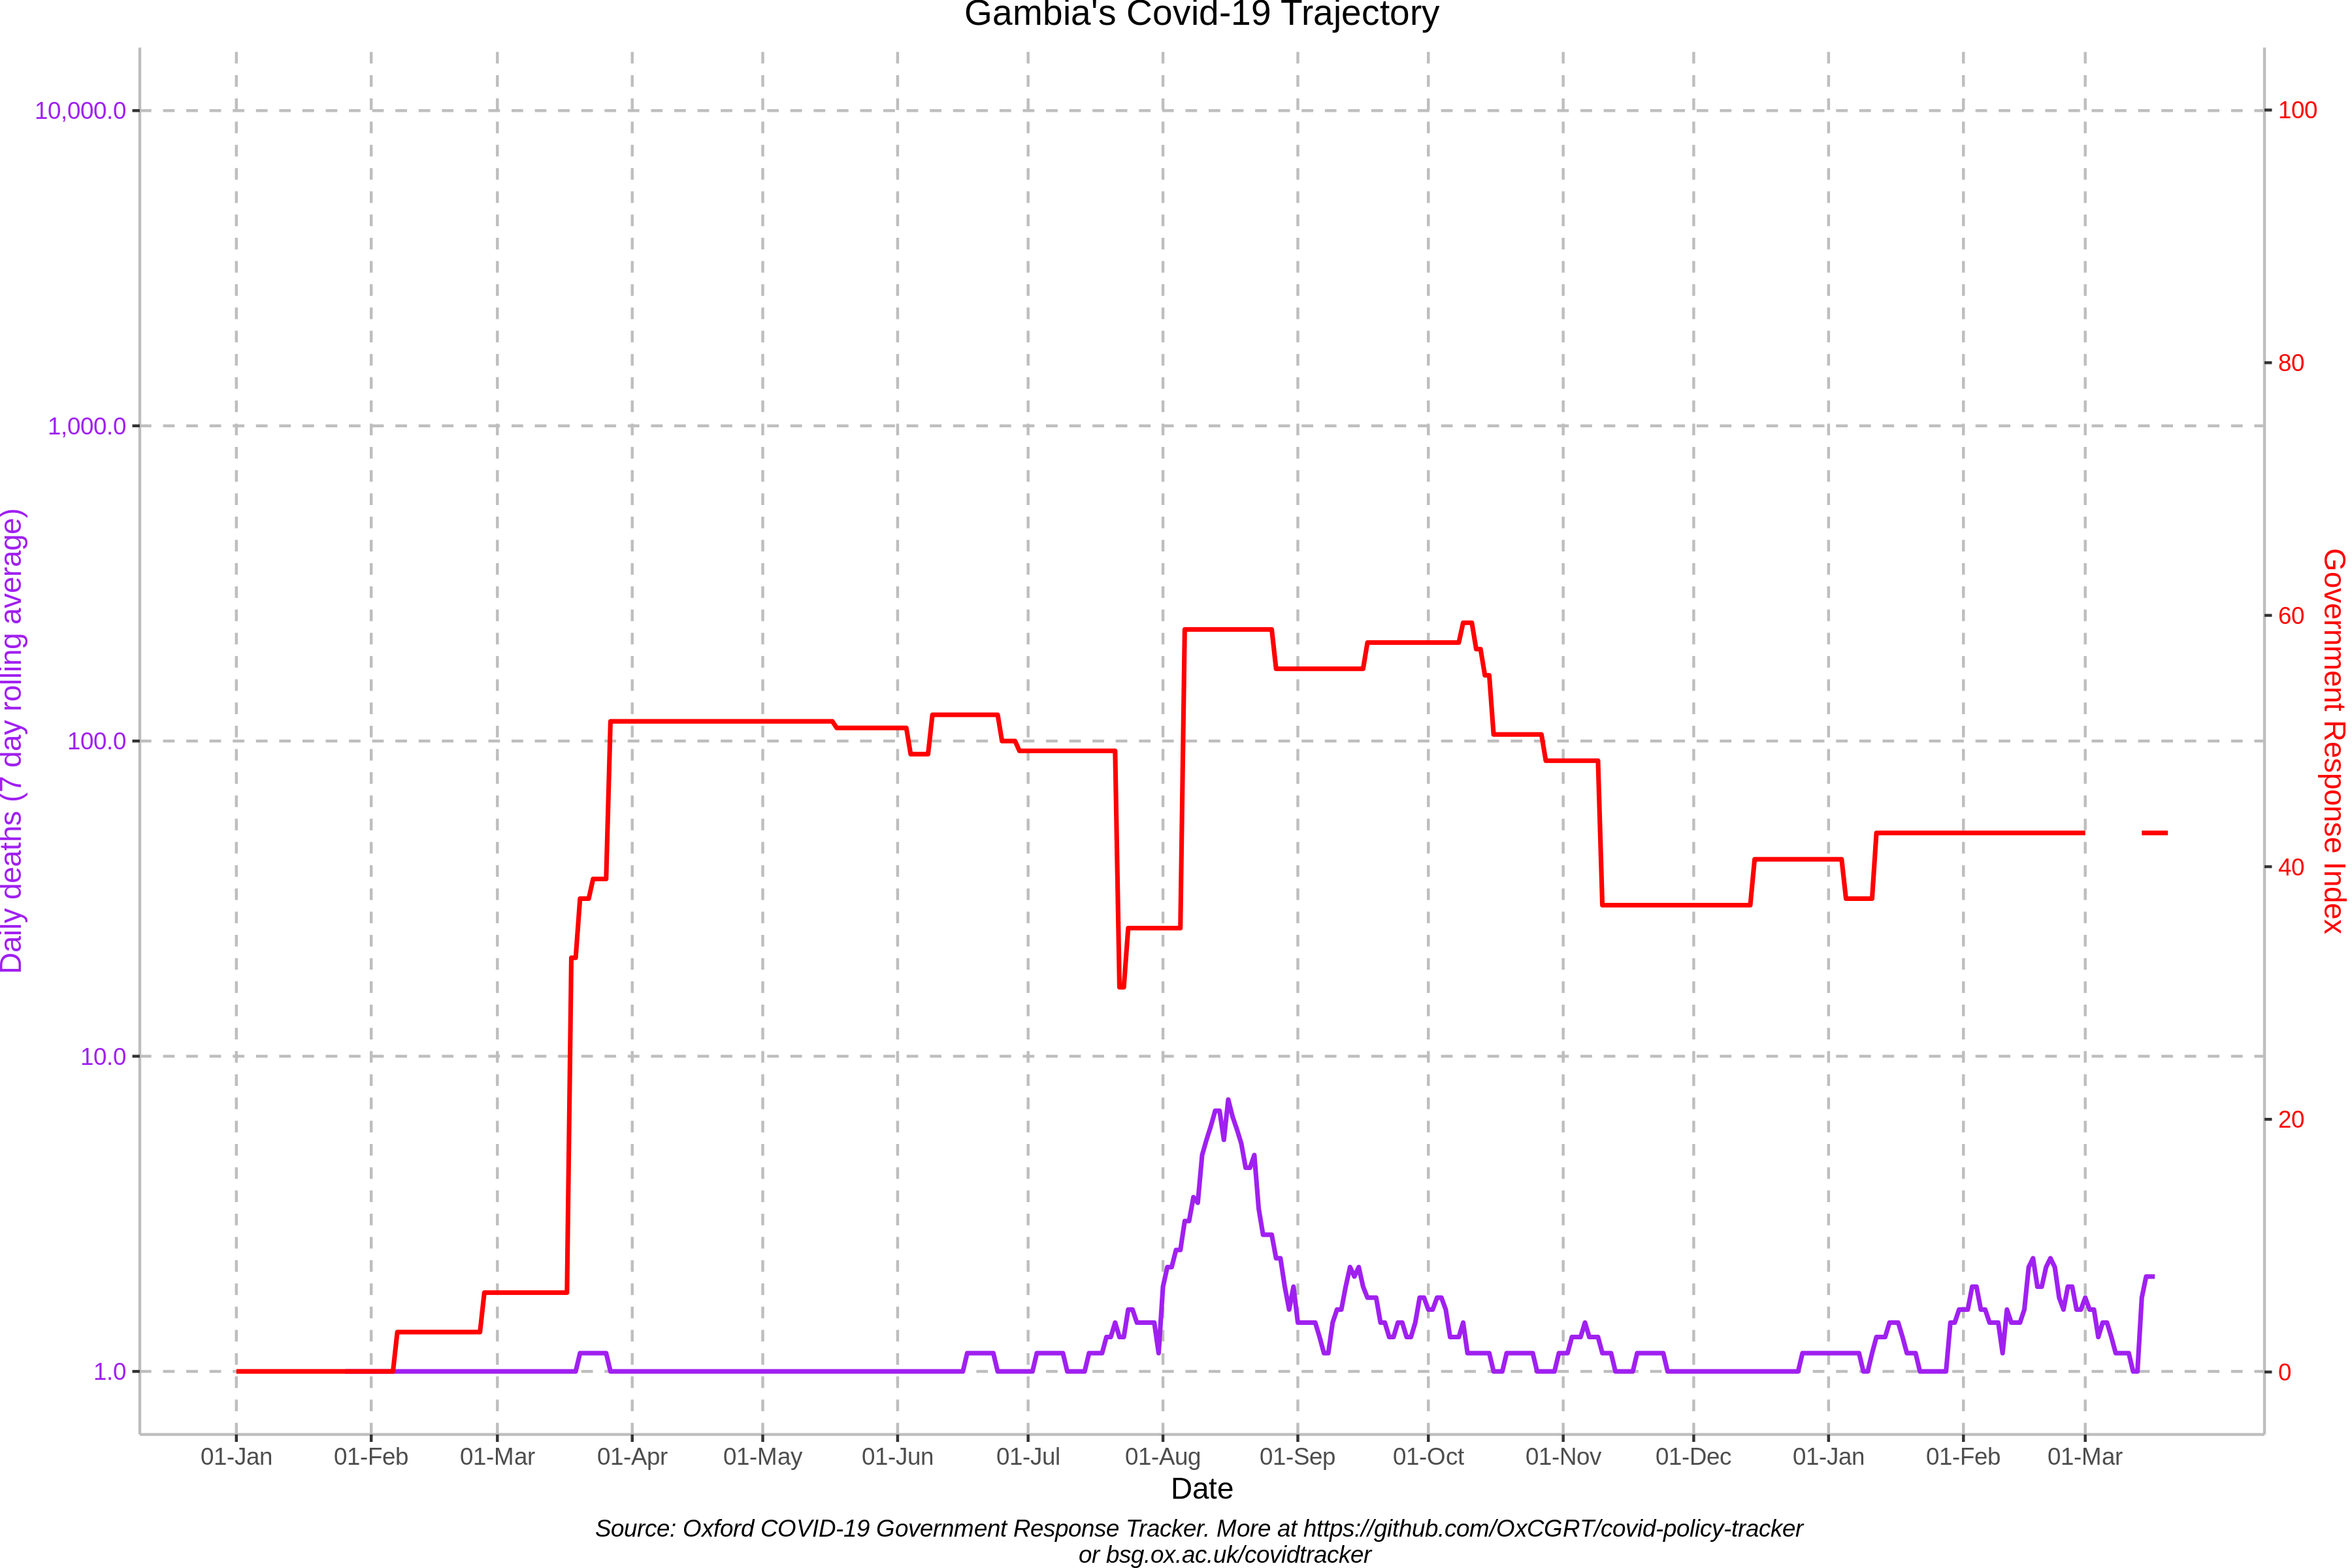 Gambia's Covid-19 Trajectory
10,000.0
1,000.0
100.0
10.0
1.0
Daily deaths (7 day rolling average)
100
80
60
40
20
0
Government Response Index
01-Jan 01-Feb 01-Mar 01-Apr 01-May 01-Jun 01-Jul 01-Aug 01-Sep 01-Oct 01-Nov 01-Dec 01-Jan 01-Feb 01-Mar
Date
Source: Oxford COVID-19 Government Response Tracker. More at https://github.com/OxCGRT/covid-policy-tracker
or bsg.ox.ac.uk/covidtracker